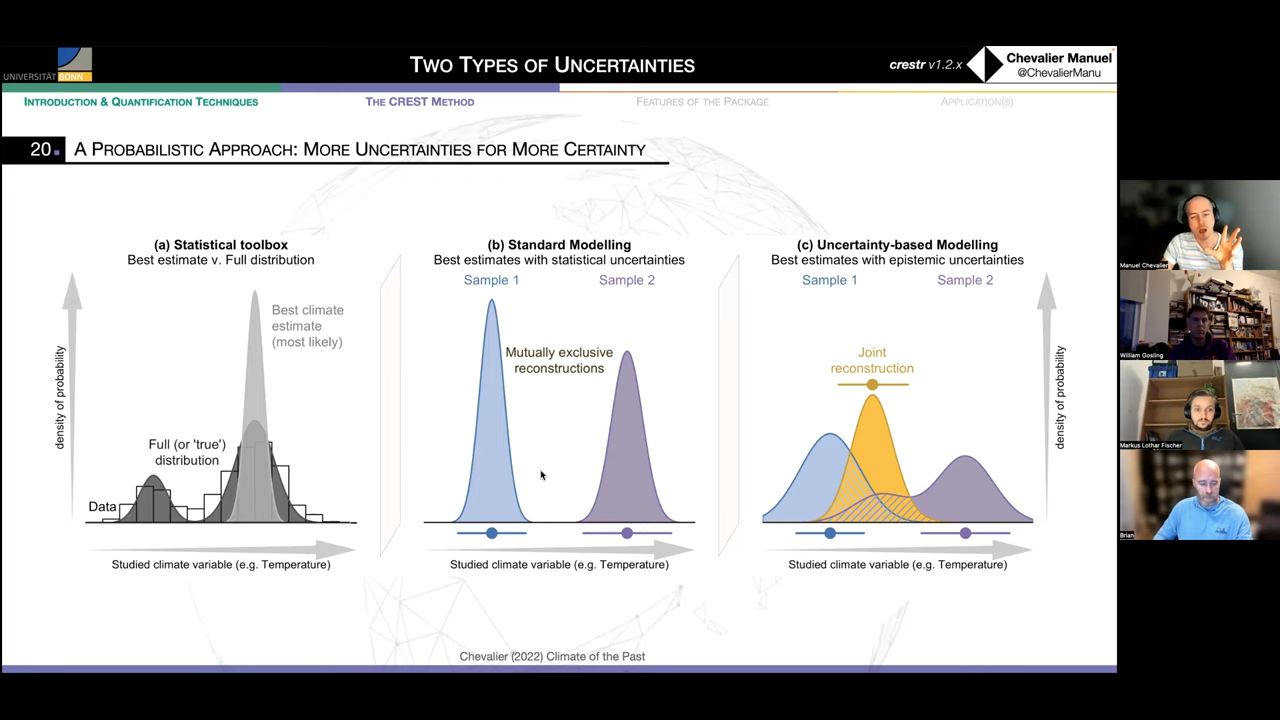 UNIVERSITÄT BONN
TWO TYPES OF UNCERTAINTIES
crestr v1.2.x
Chevalier Manuel
@ChevalierManu
INTRODUCTION & QUANTIFICATION TECHNIQUES
THE CREST METHOD
FEATURES OF THE PACKAGE
APPLICATION(S)
20. A PROBABILISTIC APPROACH: MORE UNCERTAINTIES FOR MORE CERTAINTY
(a) Statistical toolbox
Best estimate v. Full distribution
density of probability
Best climate
estimate
(most likely)
Full (or 'true')
distribution
Data
Studied climate variable (e.g. Temperature)
(b) Standard Modelling
Best estimates with statistical uncertainties
Sample 1
Sample 2
Mutually exclusive
reconstructions
Studied climate variable (e.g. Temperature)
(c) Uncertainty-based Modelling
Best estimates with epistemic uncertainties
Sample 1
Sample 2
Joint
reconstruction
density of probability
Studied climate variable (e.g. Temperature)
Chevalier (2022) Climate of the Past
Manuel Chevalier
William Gosling
Markus Lothar Fischer
Brian